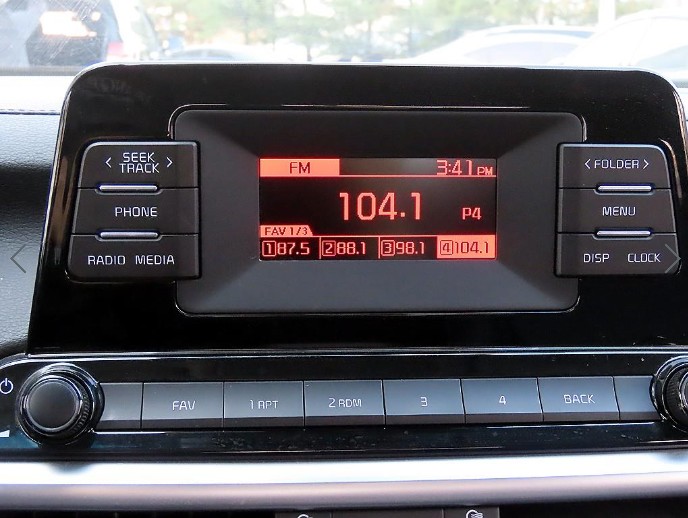 < SEEK >
TRACK
PHONE
RADIO MEDIA
FM 3:41 PM
104.1 P4
FAV 1/3
1 87.5 2 88.1 3 98.1 4 104.1
< FOLDER >
MENU
DISP CLOCK
FAV 1 RPT 2 RDM 3 4 BACK